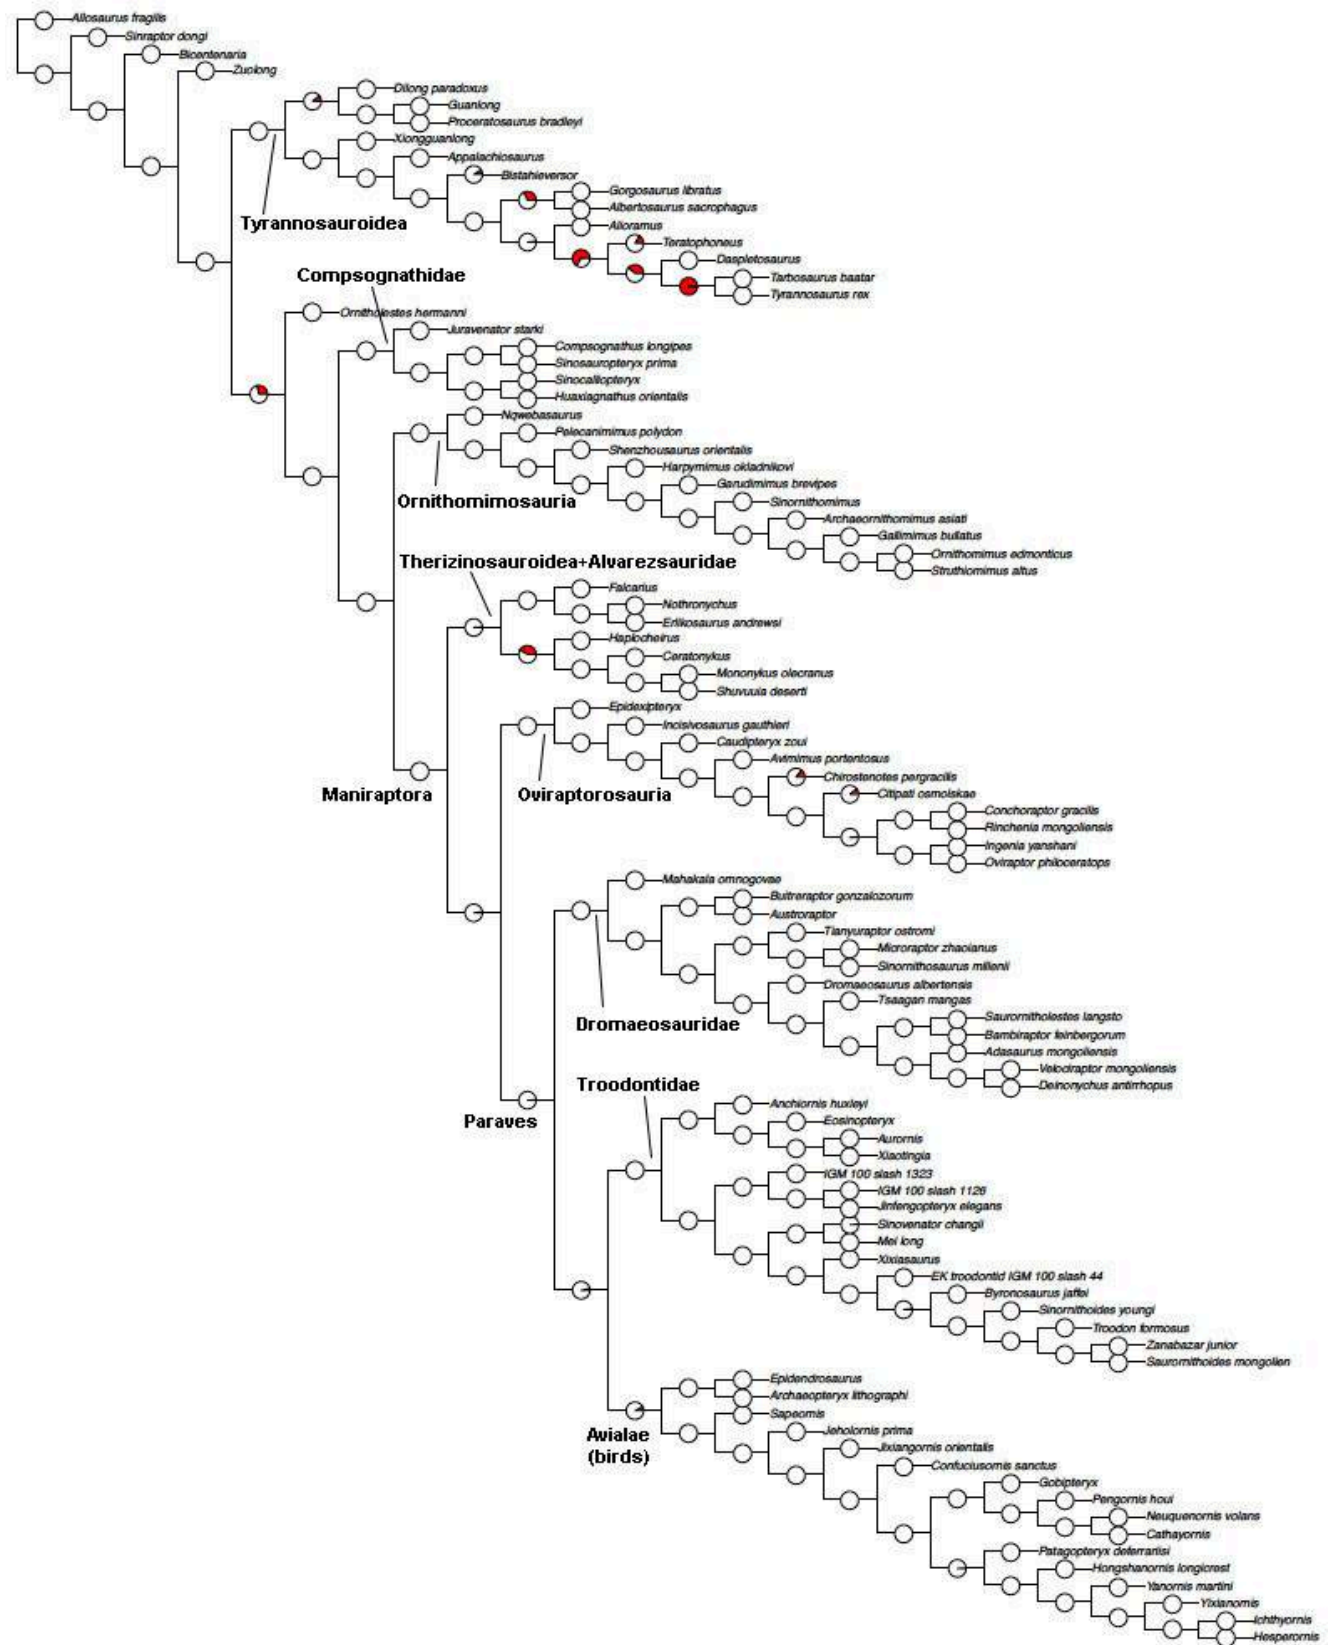 Allosaurus fragilis
Sinraptor dongi
Bicentenaria
Zuolong
Dilong paradoxus
Guanlong
Proceratosaurus bradleyi
Xiongguanlong
Appalachiosaurus
Bistahieversor
Gorgosaurus libratus
Albertosaurus sacrophagus
Tyrannosauroidea
Alioramus
Teratophoneus
Daspletosaurus
Compsognathidae
Tarbosaurus baatar
Tyrannosaurus rex
Ornitholestes hermanni
Juravenator starki
Compsognathus longipes
Sinosauropteryx prima
Sinocalliopteryx
Huaxiagnathus orientalis
Nqwebasaurus
Pelecanimimus polydon
Shenzhousaurus orientalis
Harpymimus okladnikovi
Garudimimus brevipes
Ornithomimosauria
Sinornithomimus
Archaeornithomimus asiati
Gallimimus bullatus
Ornithomimus edmonticus
Therizinosauroidea+Alvarezsauridae
Struthiomimus altus
Falcarius
Nothronychus
Erlikosaurus andrewsi
Haplocheirus
Ceratonykus
Mononykus olecranus
Shuvuuia deserti
Epidexipteryx
Incisivosaurus gauthieri
Caudipteryx zoui
Avimimus portentosus
Chirostenotes pergracilis
Maniraptora
Oviraptorosauria
Citipati osmolskae
Conchoraptor gracilis
Rinchenia mongoliensis
Ingenia yanshani
Oviraptor philoceratops
Mahakala omnogovae
Buitreraptor gonzalozorum
Austroraptor
Tianyuraptor ostromi
Microraptor zhaoianus
Sinornithosaurus millenii
Dromaeosaurus albertensis
Tsaagan mangas
Saurornitholestes langsto
Dromaeosauridae
Bambiraptor feinbergorum
Adasaurus mongoliensis
Velociraptor mongoliensis
Deinonychus antirrhopus
Troodontidae
Anchiornis huxleyi
Paraves
Eosinopteryx
Aurornis
Xiaotingia
IGM 100 slash 1323
IGM 100 slash 1126
Jinfengopteryx elegans
Sinovenator changii
Mei long
Xixiasaurus
EK troodontid IGM 100 slash 44
Byronosaurus jaffei
Sinornithoides youngi
Troodon formosus
Zanabazar junior
Saurornithoides mongolien
Epidendrosaurus
Archaeopteryx lithographi
Sapeornis
Jeholornis prima
Avialae
(birds)
Jixiangornis orientalis
Confuciusornis sanctus
Gobipteryx
Pengornis houi
Neuquenornis volans
Cathayornis
Patagopteryx deferrariisi
Hongshanornis longicrest
Yanornis martini
Yixianornis
Ichthyornis
Hesperornis